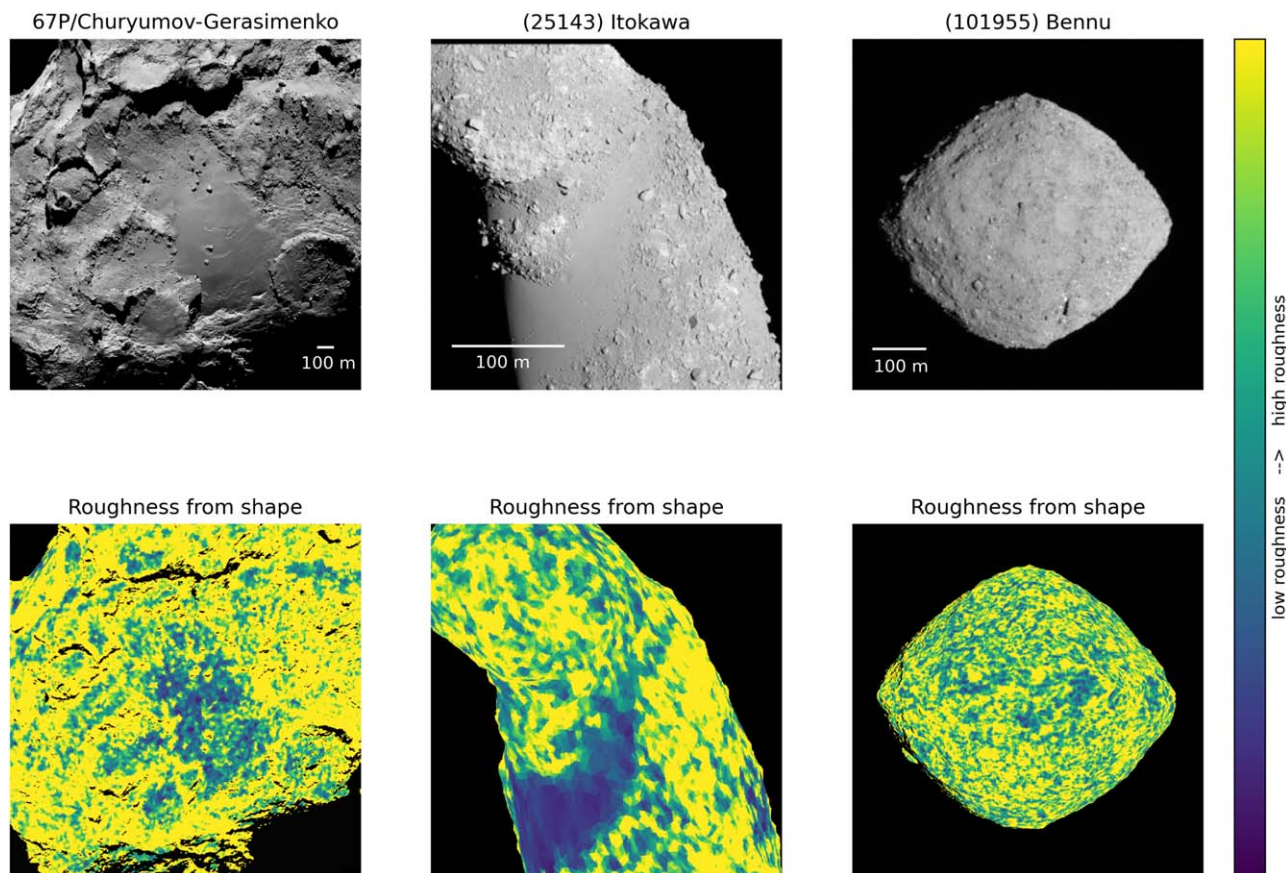 67P/Churyumov-Gerasimenko
(25143) Itokawa
(101955) Bennu
100 m
100 m
100 m
Roughness from shape
Roughness from shape
Roughness from shape
low roughness --> high roughness